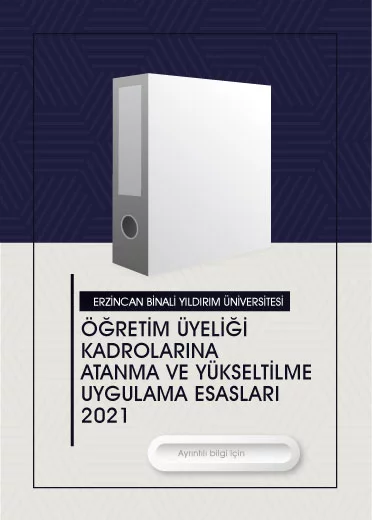 ERZİNCAN BİNALİ YILDIRIM ÜNİVERSİTESİ
ÖĞRETİM ÜYELİĞİ
KADROLARINA
ATANMA VE YÜKSELTİLME
UYGULAMA ESASLARI
2021
Ayrıntılı bilgi için